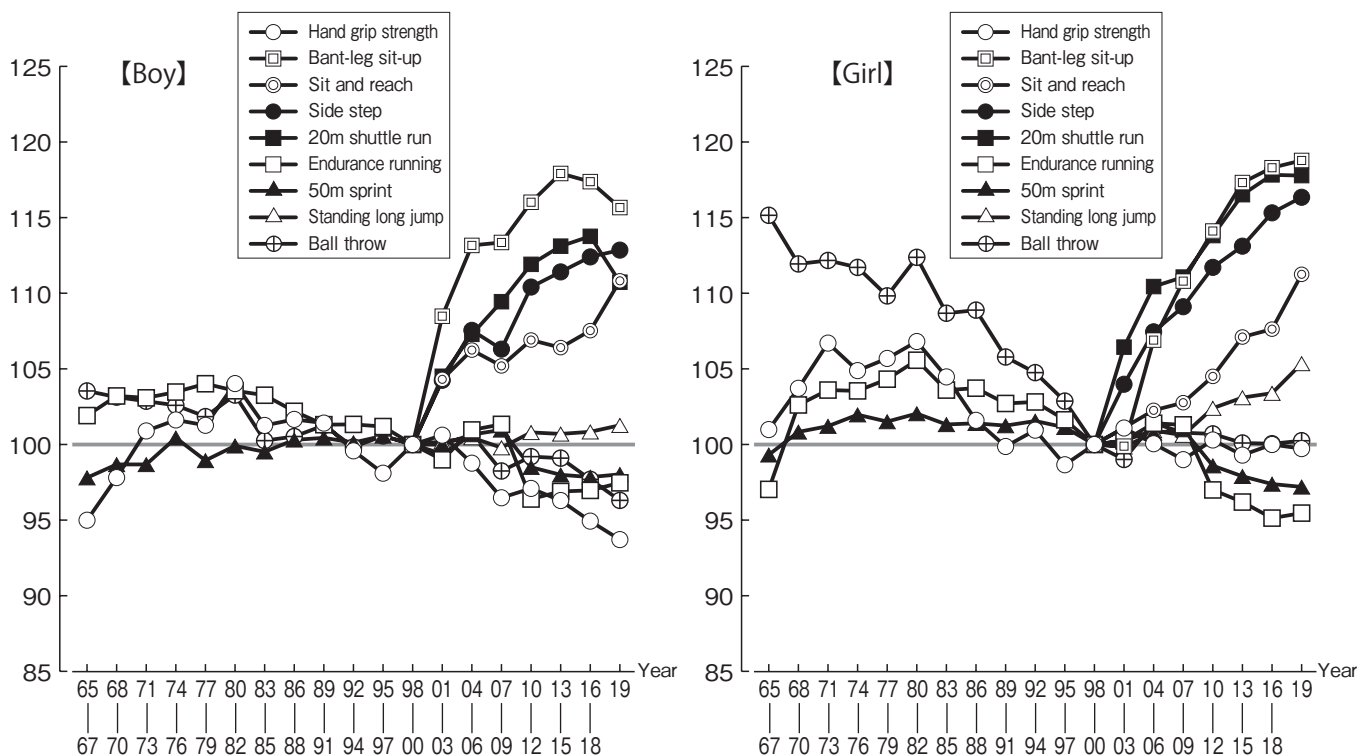 Hand grip strength
Bant-leg sit-up
Sit and reach
Side step
20m shuttle run
Endurance running
50m sprint
Standing long jump
Ball throw
【Boy】
125
120
115
110
105
100
95
90
85
Year
65 68 71 74 77 80 83 86 89 92 95 98 01 04 07 10 13 16 19
67 70 73 76 79 82 85 88 91 94 97 00 03 06 09 12 15 18
Hand grip strength
Bant-leg sit-up
Sit and reach
Side step
20m shuttle run
Endurance running
50m sprint
Standing long jump
Ball throw
【Girl】
125
120
115
110
105
100
95
90
85
Year
65 68 71 74 77 80 83 86 89 92 95 98 01 04 07 10 13 16 19
67 70 73 76 79 82 85 88 91 94 97 00 03 06 09 12 15 18